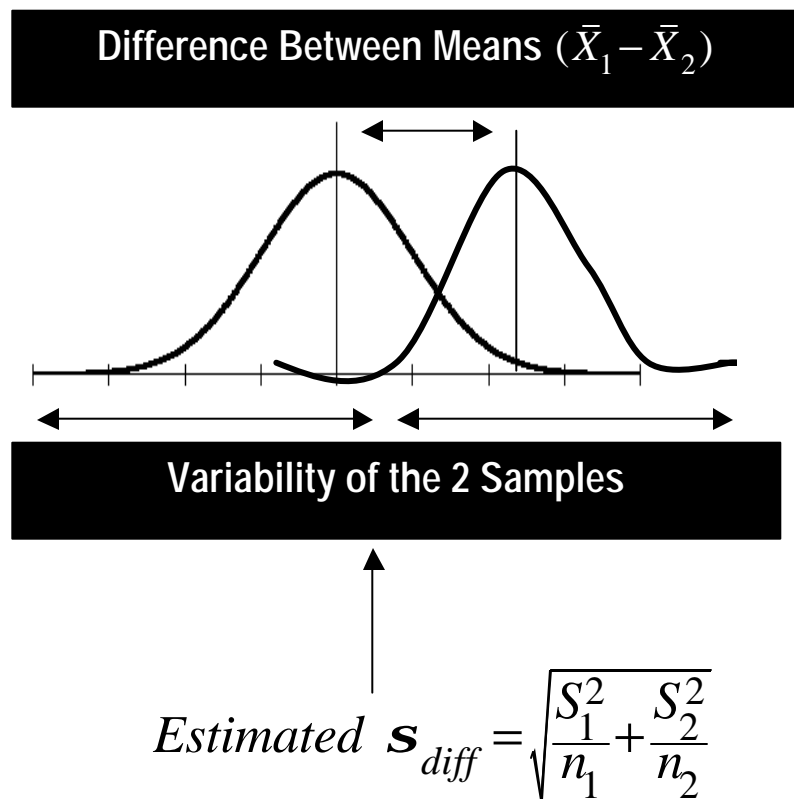 Difference Between Means (X̄₁ − X̄₂)
Variability of the 2 Samples
Estimated s_diff = √(S₁²/n₁ + S₂²/n₂)